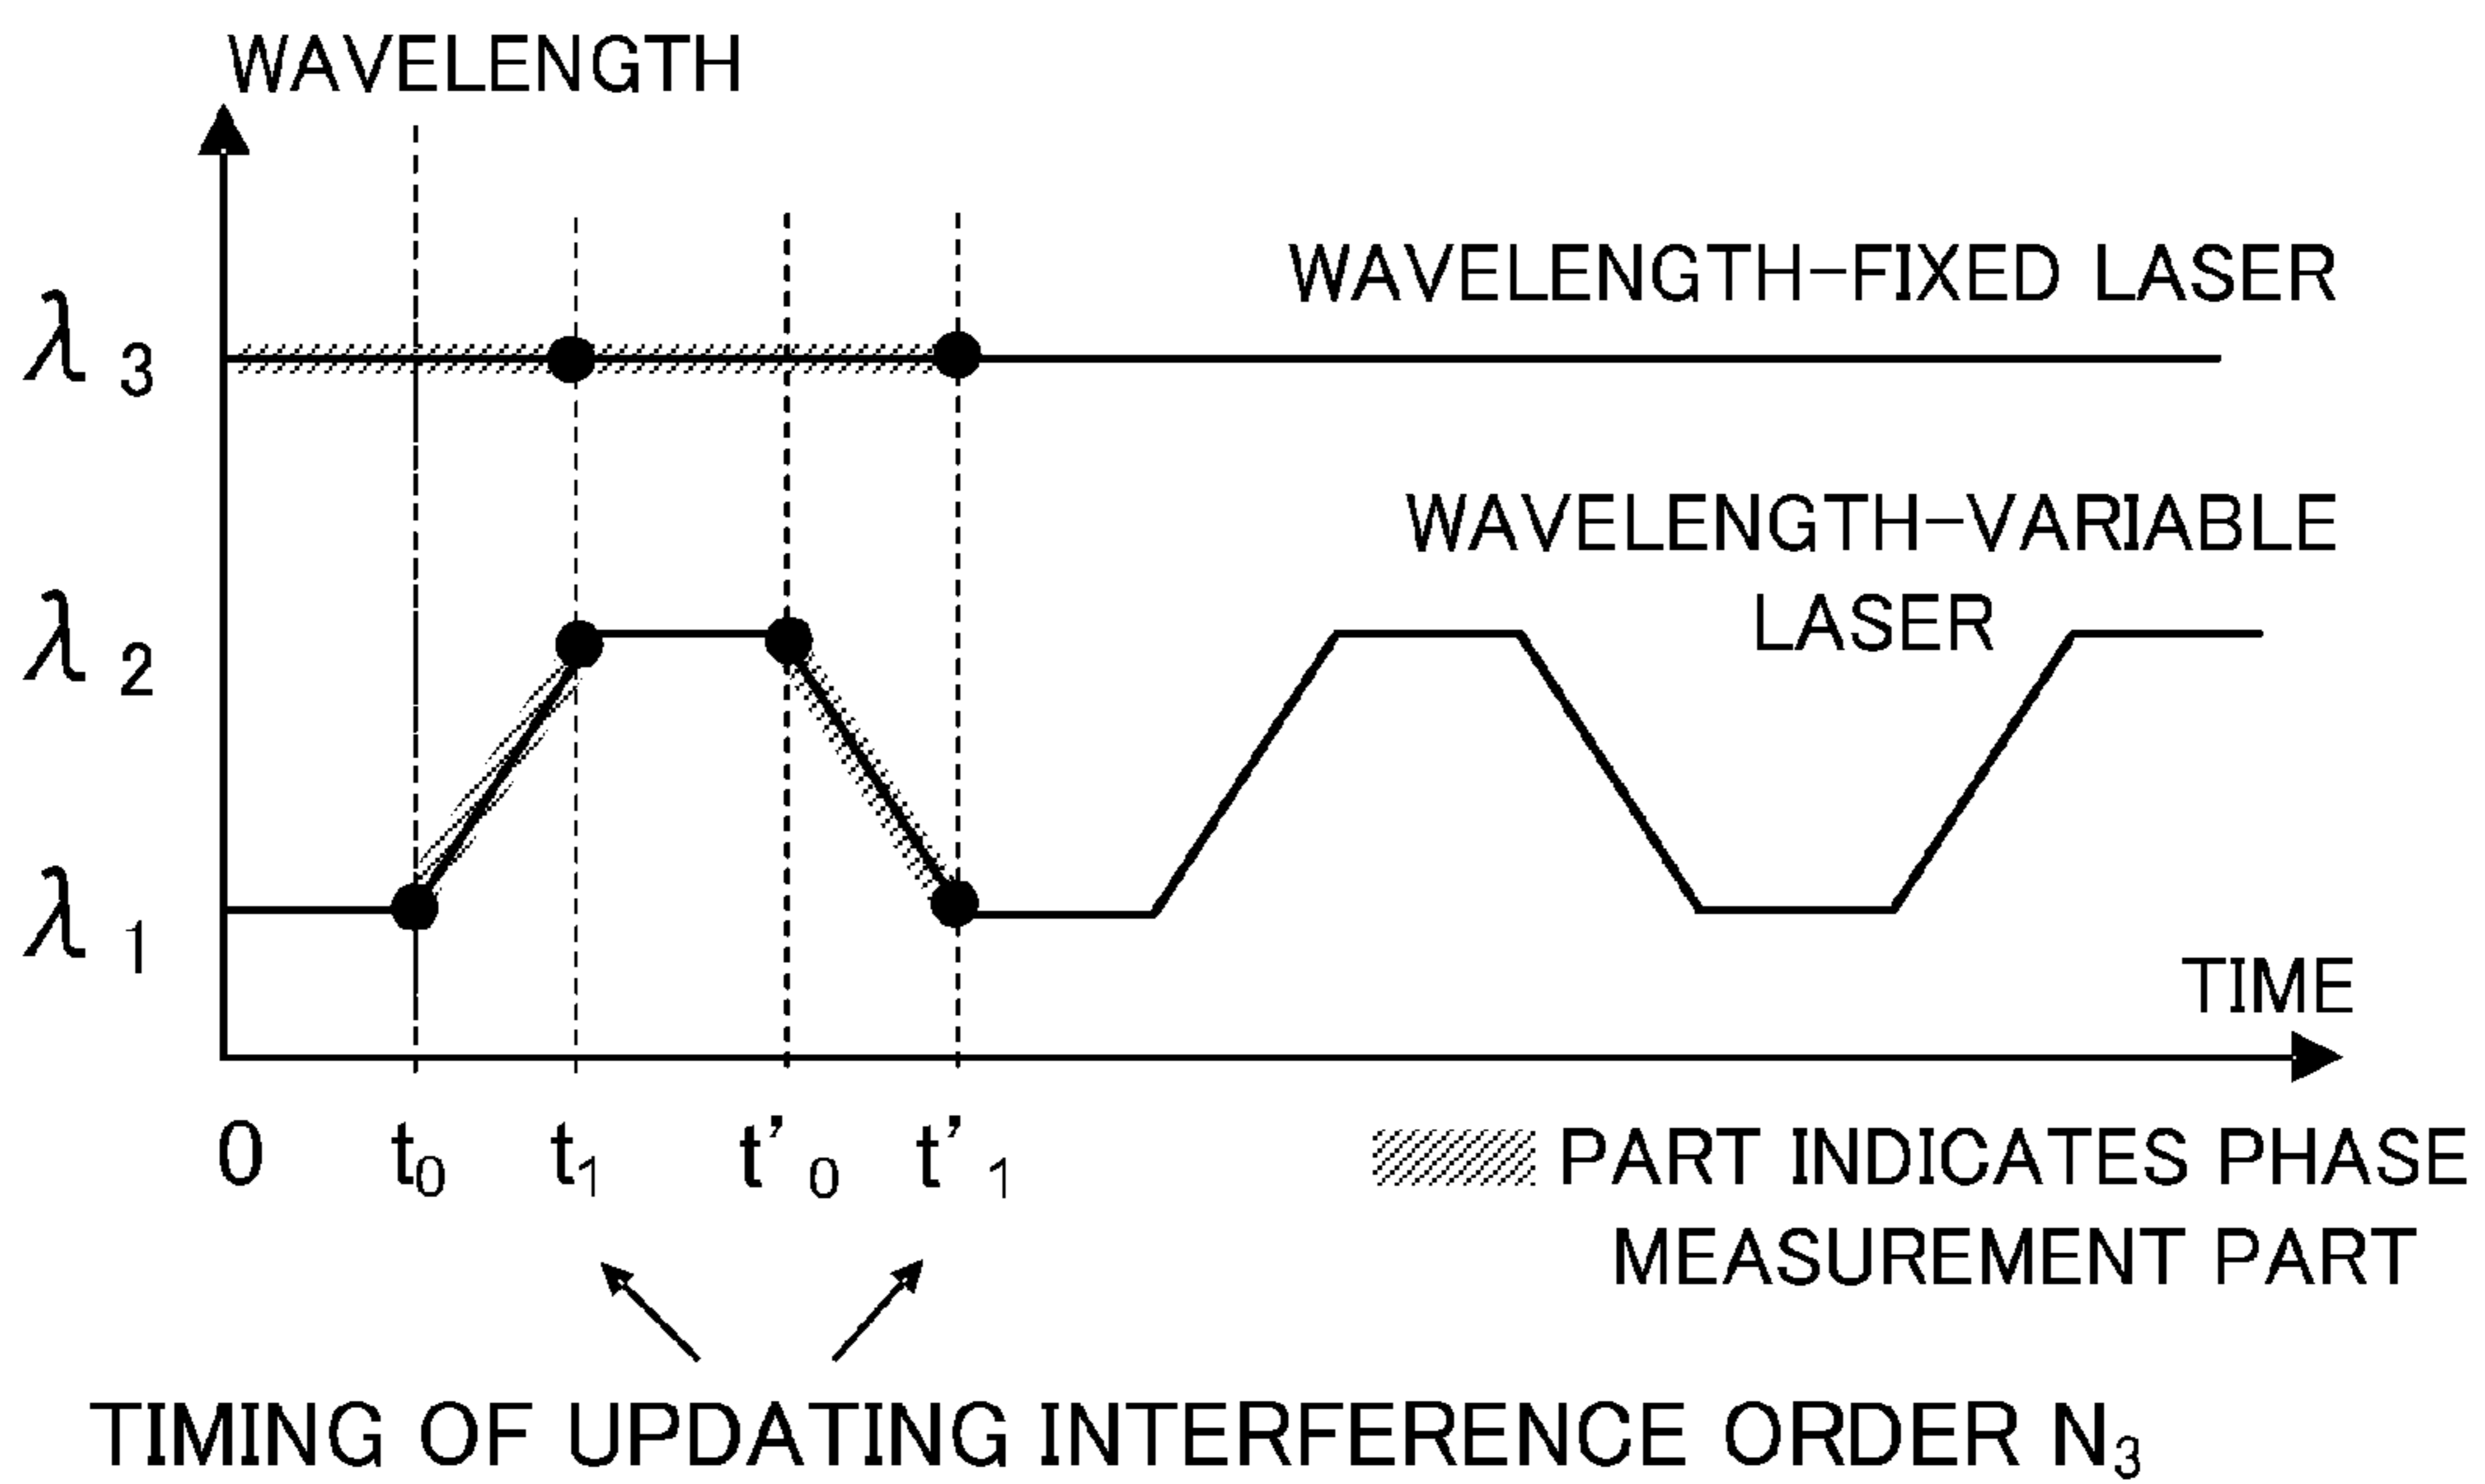 WAVELENGTH
λ 3
WAVELENGTH-FIXED LASER
λ 2
WAVELENGTH-VARIABLE
LASER
λ 1
TIME
0 t0 t1 t'0 t'1
PART INDICATES PHASE
MEASUREMENT PART
TIMING OF UPDATING INTERFERENCE ORDER N3